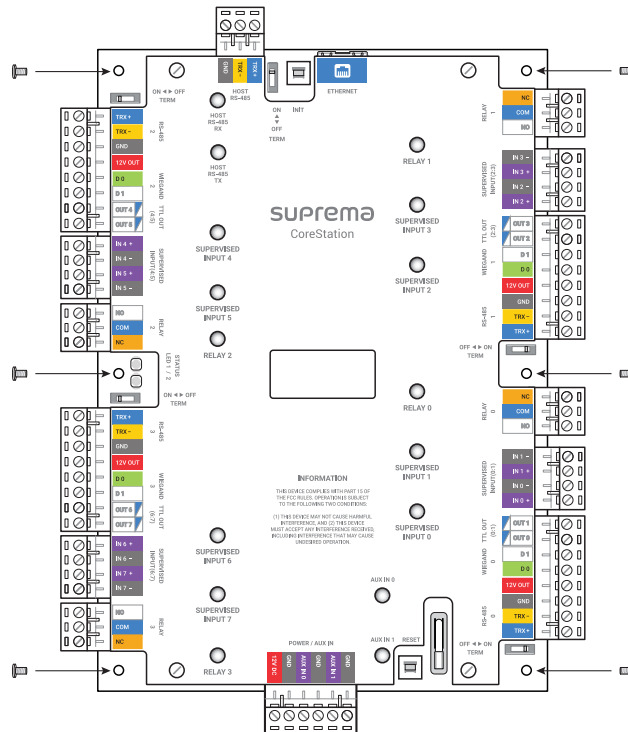 GND
TRX -
TRX +
HOST
RS-485
ON
OFF
INIT
ETHERNET
ON OFF
TERM
HOST
RS-485
RX
HOST
RS-485
TX
TRX +
TRX -
GND
12V OUT
D 0
D 1
OUT 4
OUT 5
RS-485
2
WIEGAND
2
TTL OUT
(4:5)
IN 4 +
IN 4 -
IN 5 +
IN 5 -
SUPERVISED
INPUT(4:5)
NO
COM
NC
RELAY
2
STATUS
LED 1 / 2
ON OFF
TERM
TRX +
TRX -
GND
12V OUT
D 0
D 1
OUT 6
OUT 7
RS-485
3
WIEGAND
3
TTL OUT
(6:7)
IN 6 +
IN 6 -
IN 7 +
IN 7 -
SUPERVISED
INPUT(6:7)
NO
COM
NC
RELAY
3
suprema
CoreStation
RELAY 1
SUPERVISED
INPUT 3
SUPERVISED
INPUT 4
SUPERVISED
INPUT 2
SUPERVISED
INPUT 5
RELAY 2
RELAY 0
SUPERVISED
INPUT 1
INFORMATION
THIS DEVICE COMPLIES WITH PART 15 OF
THE FCC RULES. OPERATION IS SUBJECT
TO THE FOLLOWING TWO CONDITIONS:
(1) THIS DEVICE MAY NOT CAUSE HARMFUL
INTERFERENCE, AND (2) THIS DEVICE
MUST ACCEPT ANY INTERFERENCE RECEIVED,
INCLUDING INTERFERENCE THAT MAY CAUSE
UNDESIRED OPERATION.
SUPERVISED
INPUT 0
SUPERVISED
INPUT 6
SUPERVISED
INPUT 7
AUX IN 0
AUX IN 1
RESET
RELAY 3
POWER / AUX IN
12V DC
GND
AUX IN 0
GND
AUX IN 1
GND
NC
COM
NO
RELAY
1
IN 3 -
IN 3 +
IN 2 -
IN 2 +
SUPERVISED
INPUT(2:3)
OUT 3
OUT 2
D 1
D 0
12V OUT
GND
TRX -
TRX +
TTL OUT
(2:3)
WIEGAND
1
RS-485
1
OFF ON
TERM
NC
COM
NO
RELAY
0
IN 1 -
IN 1 +
IN 0 -
IN 0 +
SUPERVISED
INPUT(0:1)
OUT 1
OUT 0
D 1
D 0
12V OUT
GND
TRX -
TRX +
TTL OUT
(0:1)
WIEGAND
0
RS-485
0
OFF ON
TERM